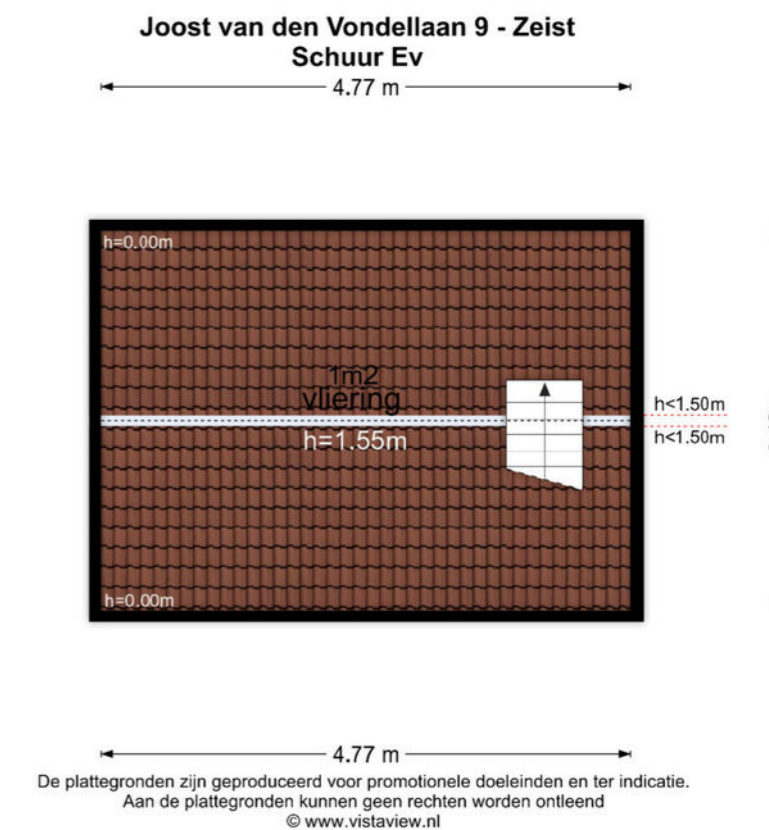 Joost van den Vondellaan 9 - Zeist
Schuur Ev
4.77 m
h=0.00m
1m2
vliering
h<1.50m
h=1.55m
h<1.50m
h=0.00m
4.77 m
De plattegronden zijn geproduceerd voor promotionele doeleinden en ter indicatie.
Aan de plattegronden kunnen geen rechten worden ontleend
© www.vistaview.nl